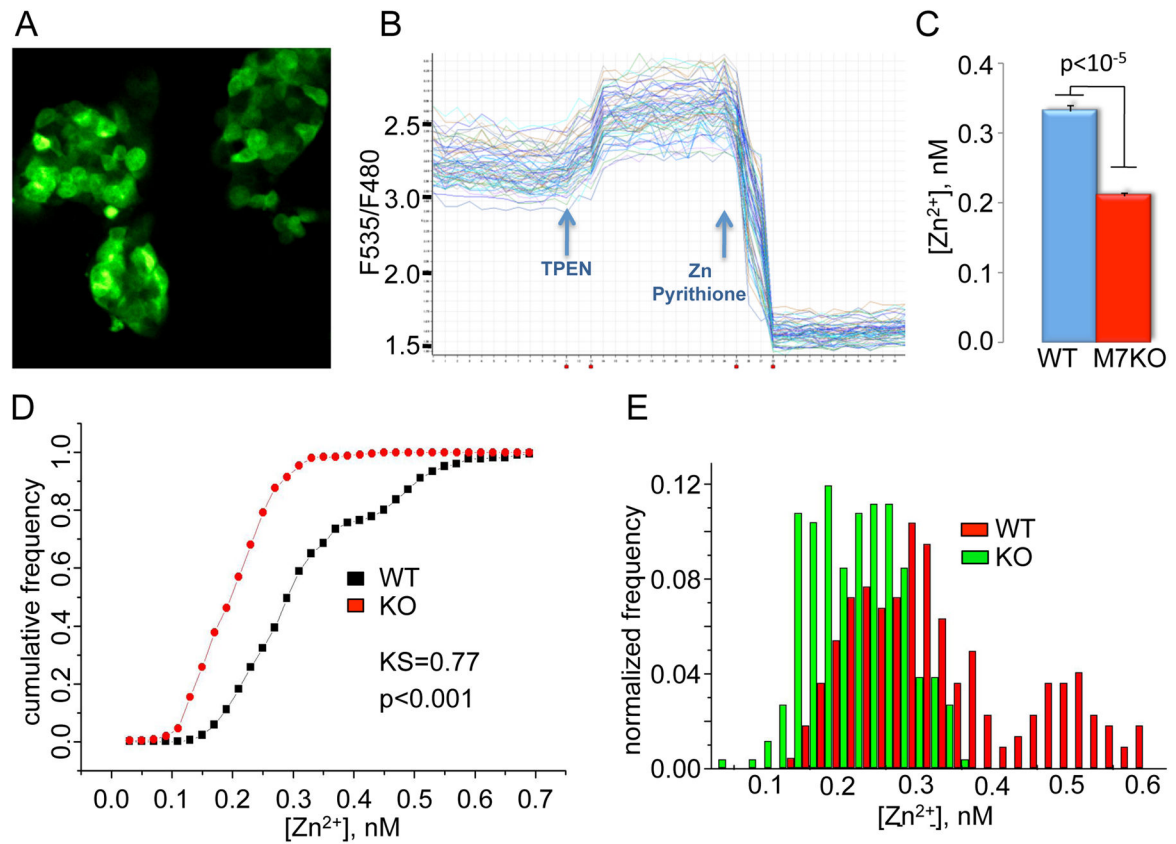 A
B
C
F535/F480
2.5
3.0
2.0
1.5
TPEN
Zn
Pyrithione
[Zn²⁺], nM
0.4
0.3
0.2
0.1
0.0
p<10⁻⁵
WT
M7KO
D
cumulative frequency
1.0
0.8
0.6
0.4
0.2
0.0
WT
KO
KS=0.77
p<0.001
0.0 0.1 0.2 0.3 0.4 0.5 0.6 0.7
[Zn²⁺], nM
E
normalized frequency
0.12
0.08
0.04
0.00
WT
KO
0.1 0.2 0.3 0.4 0.5 0.6
[Zn²⁺], nM